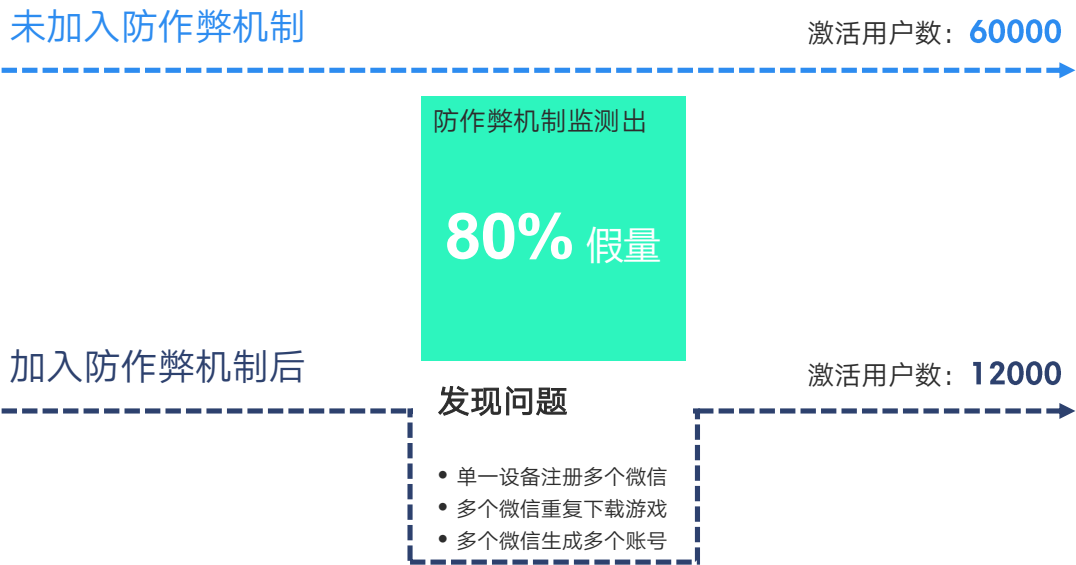 未加入防作弊机制
激活用户数：60000
防作弊机制监测出
80% 假量
加入防作弊机制后
激活用户数：12000
发现问题
• 单一设备注册多个微信
• 多个微信重复下载游戏
• 多个微信生成多个账号